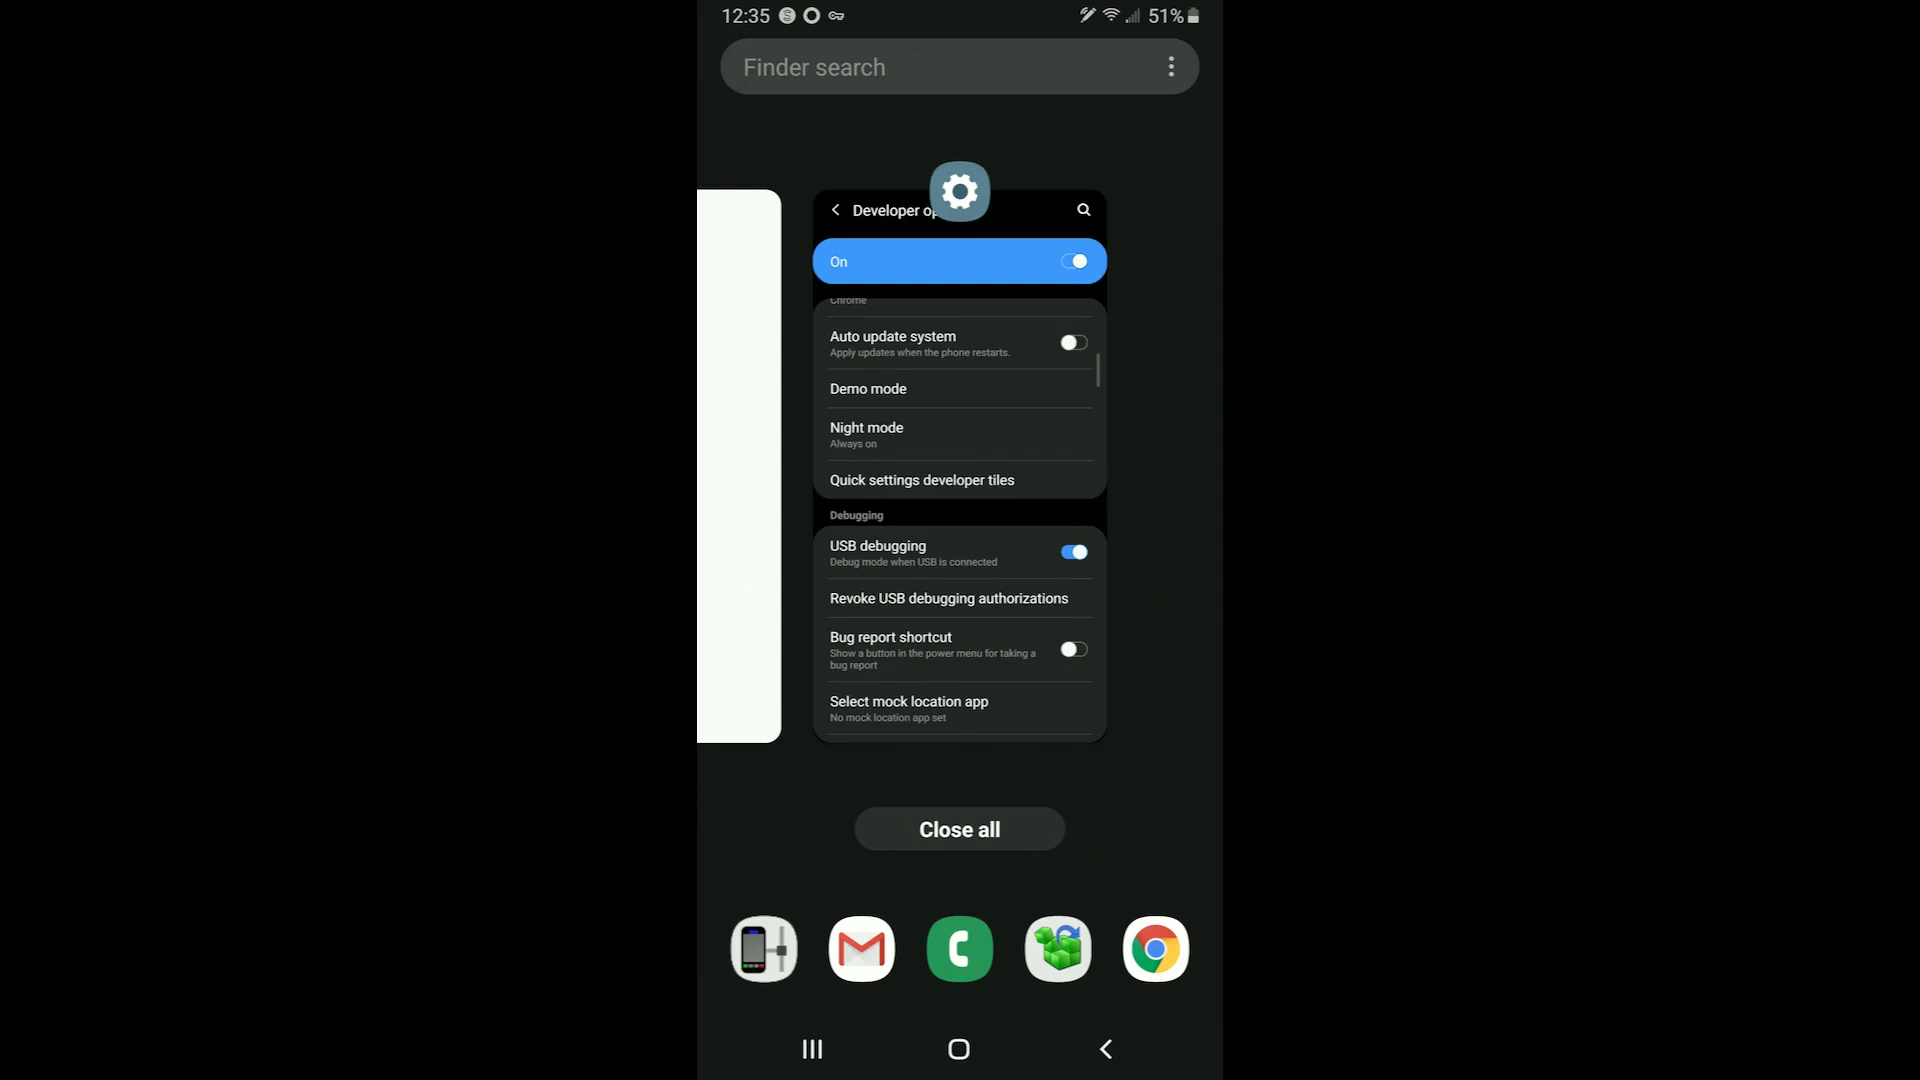 12:35
51%
Finder search
Developer op
On
Chrome
Auto update system
Apply updates when the phone restarts.
Demo mode
Night mode
Always on
Quick settings developer tiles
Debugging
USB debugging
Debug mode when USB is connected
Revoke USB debugging authorizations
Bug report shortcut
Show a button in the power menu for taking a
bug report
Select mock location app
No mock location app set
Close all